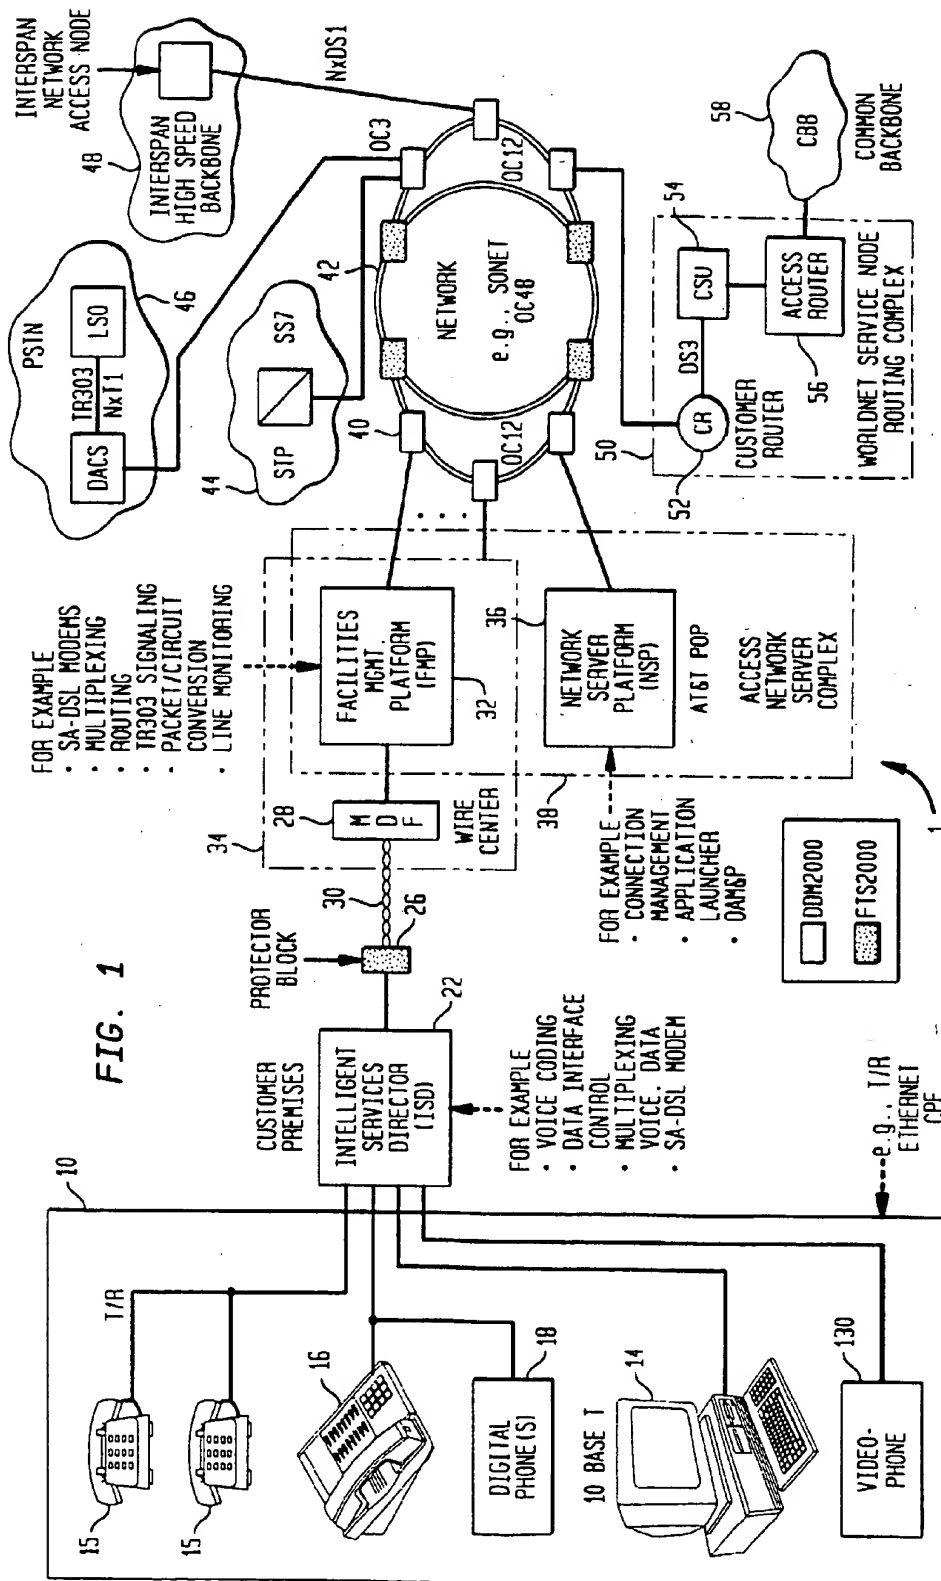 FIG. 1
10
15
15
T/R
16
DIGITAL
PHONE(S)
18
10 BASE T
14
VIDEO-
PHONE
130
e.g., T/R
ETHERNET
CPE
CUSTOMER
PREMISES
INTELLIGENT
SERVICES
DIRECTOR
(ISD)
22
FOR EXAMPLE
· VOICE CODING
· DATA INTERFACE
CONTROL
· MULTIPLEXING
VOICE, DATA
· SA-DSL MODEM
PROTECTOR
BLOCK
26
30
34
28
M
D
F
WIRE
CENTER
FOR EXAMPLE
· SA-DSL MODEMS
· MULTIPLEXING
· ROUTING
· TR303 SIGNALING
· PACKET/CIRCUIT
CONVERSION
· LINE MONITORING
FACILITIES
MGMT.
PLATFORM
(FMP)
32
38
FOR EXAMPLE
· CONNECTION
MANAGEMENT
· APPLICATION
LAUNCHER
· OAM&P
36
NETWORK
SERVER
PLATFORM
(NSP)
AT&T POP
ACCESS
NETWORK
SERVER
COMPLEX
DDM2000
FTS2000
1
PSTN
DACS
TR303
NxT1
LSO
46
44
STP
SS7
48
INTERSPAN
HIGH SPEED
BACKBONE
INTERSPAN
NETWORK
ACCESS NODE
NxDS1
40
42
OC3
OC12
OC12
NETWORK
e.g., SONET
OC48
50
CR
52
CUSTOMER
ROUTER
DS3
CSU
54
ACCESS
ROUTER
56
WORLDNET SERVICE NODE
ROUTING COMPLEX
CBB
58
COMMON
BACKBONE